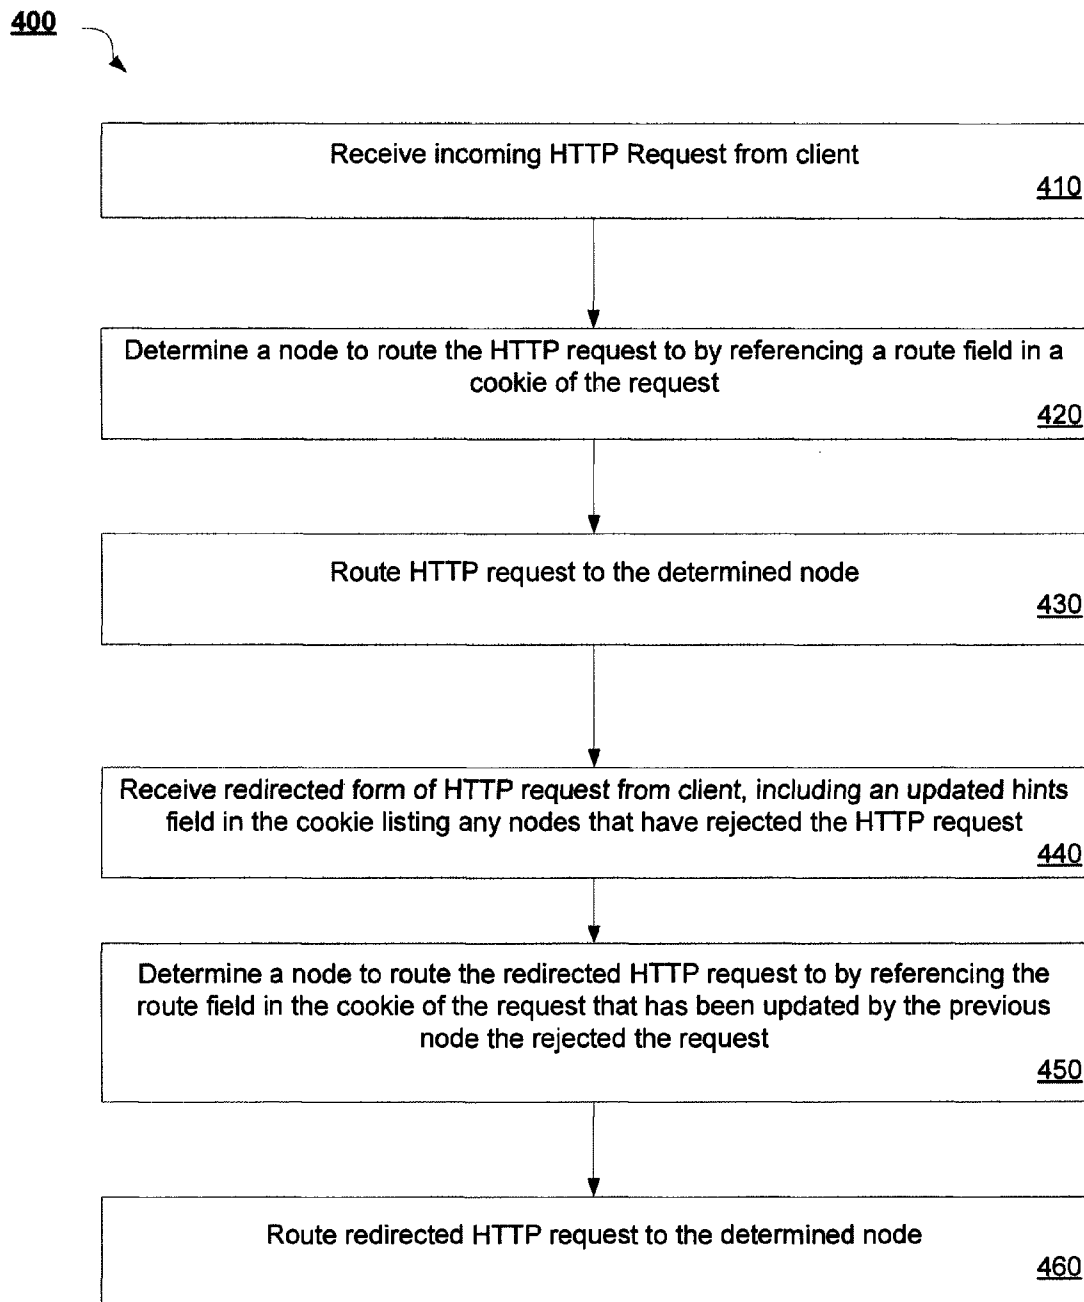 400
Receive incoming HTTP Request from client
410
Determine a node to route the HTTP request to by referencing a route field in a
cookie of the request
420
Route HTTP request to the determined node
430
Receive redirected form of HTTP request from client, including an updated hints
field in the cookie listing any nodes that have rejected the HTTP request
440
Determine a node to route the redirected HTTP request to by referencing the
route field in the cookie of the request that has been updated by the previous
node the rejected the request
450
Route redirected HTTP request to the determined node
460